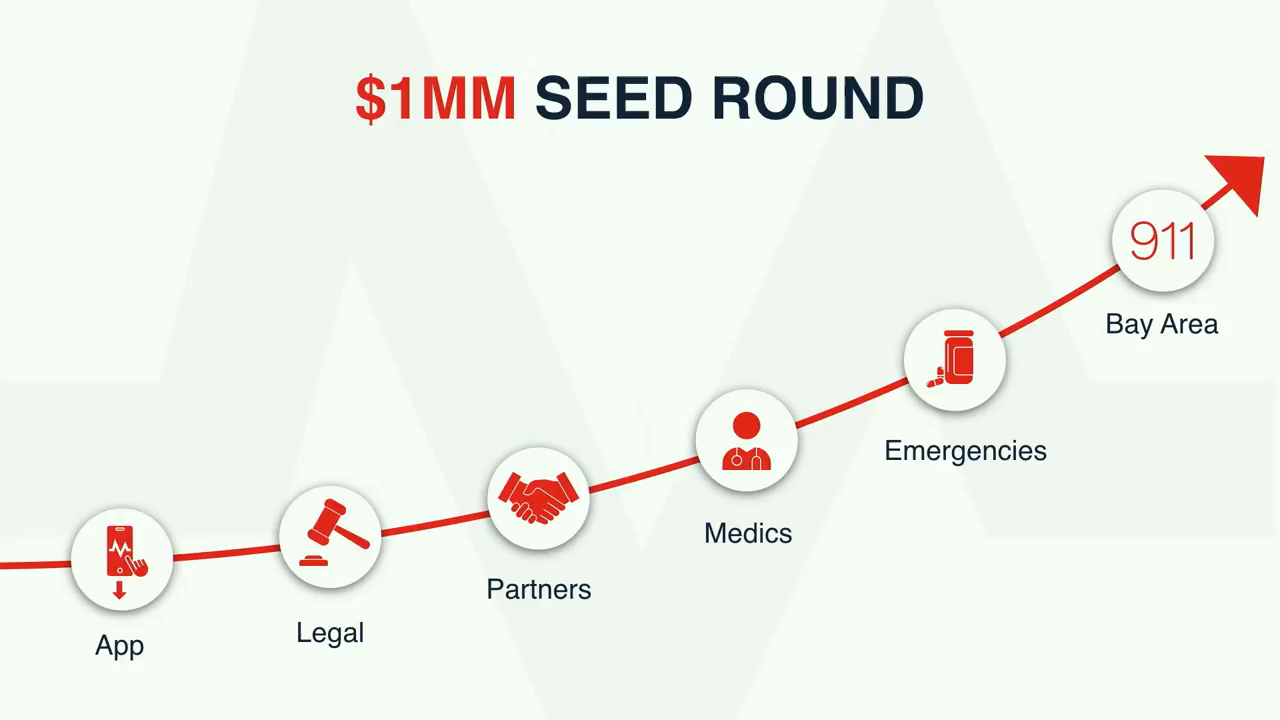 $1MM SEED ROUND
911
Bay Area
Emergencies
Medics
Partners
Legal
App